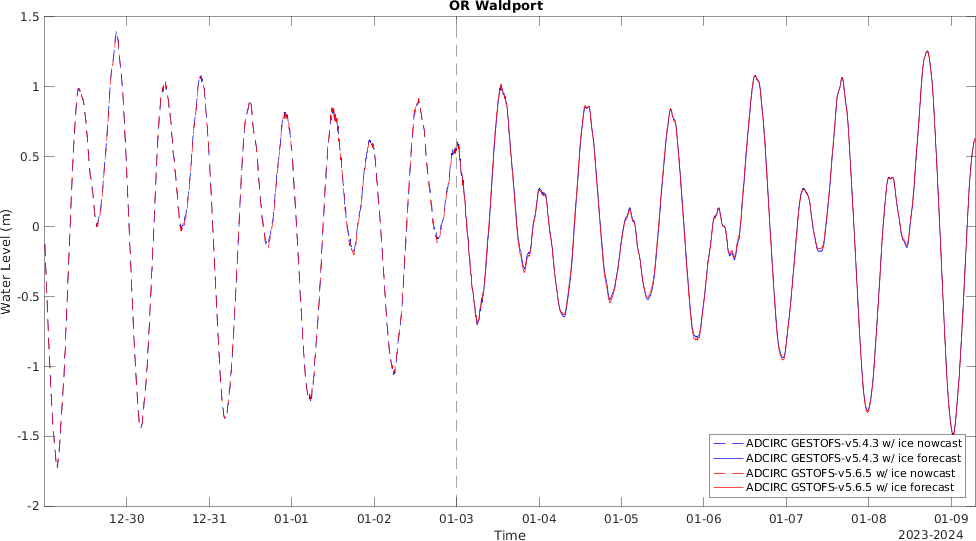 OR Waldport
1.5
1
0.5
0
-0.5
-1
-1.5
-2
Water Level (m)
12-30
12-31
01-01
01-02
01-03
01-04
01-05
01-06
01-07
01-08
01-09
Time
2023-2024
ADCIRC GESTOFS-v5.4.3 w/ ice nowcast
ADCIRC GESTOFS-v5.4.3 w/ ice forecast
ADCIRC GSTOFS-v5.6.5 w/ ice nowcast
ADCIRC GSTOFS-v5.6.5 w/ ice forecast